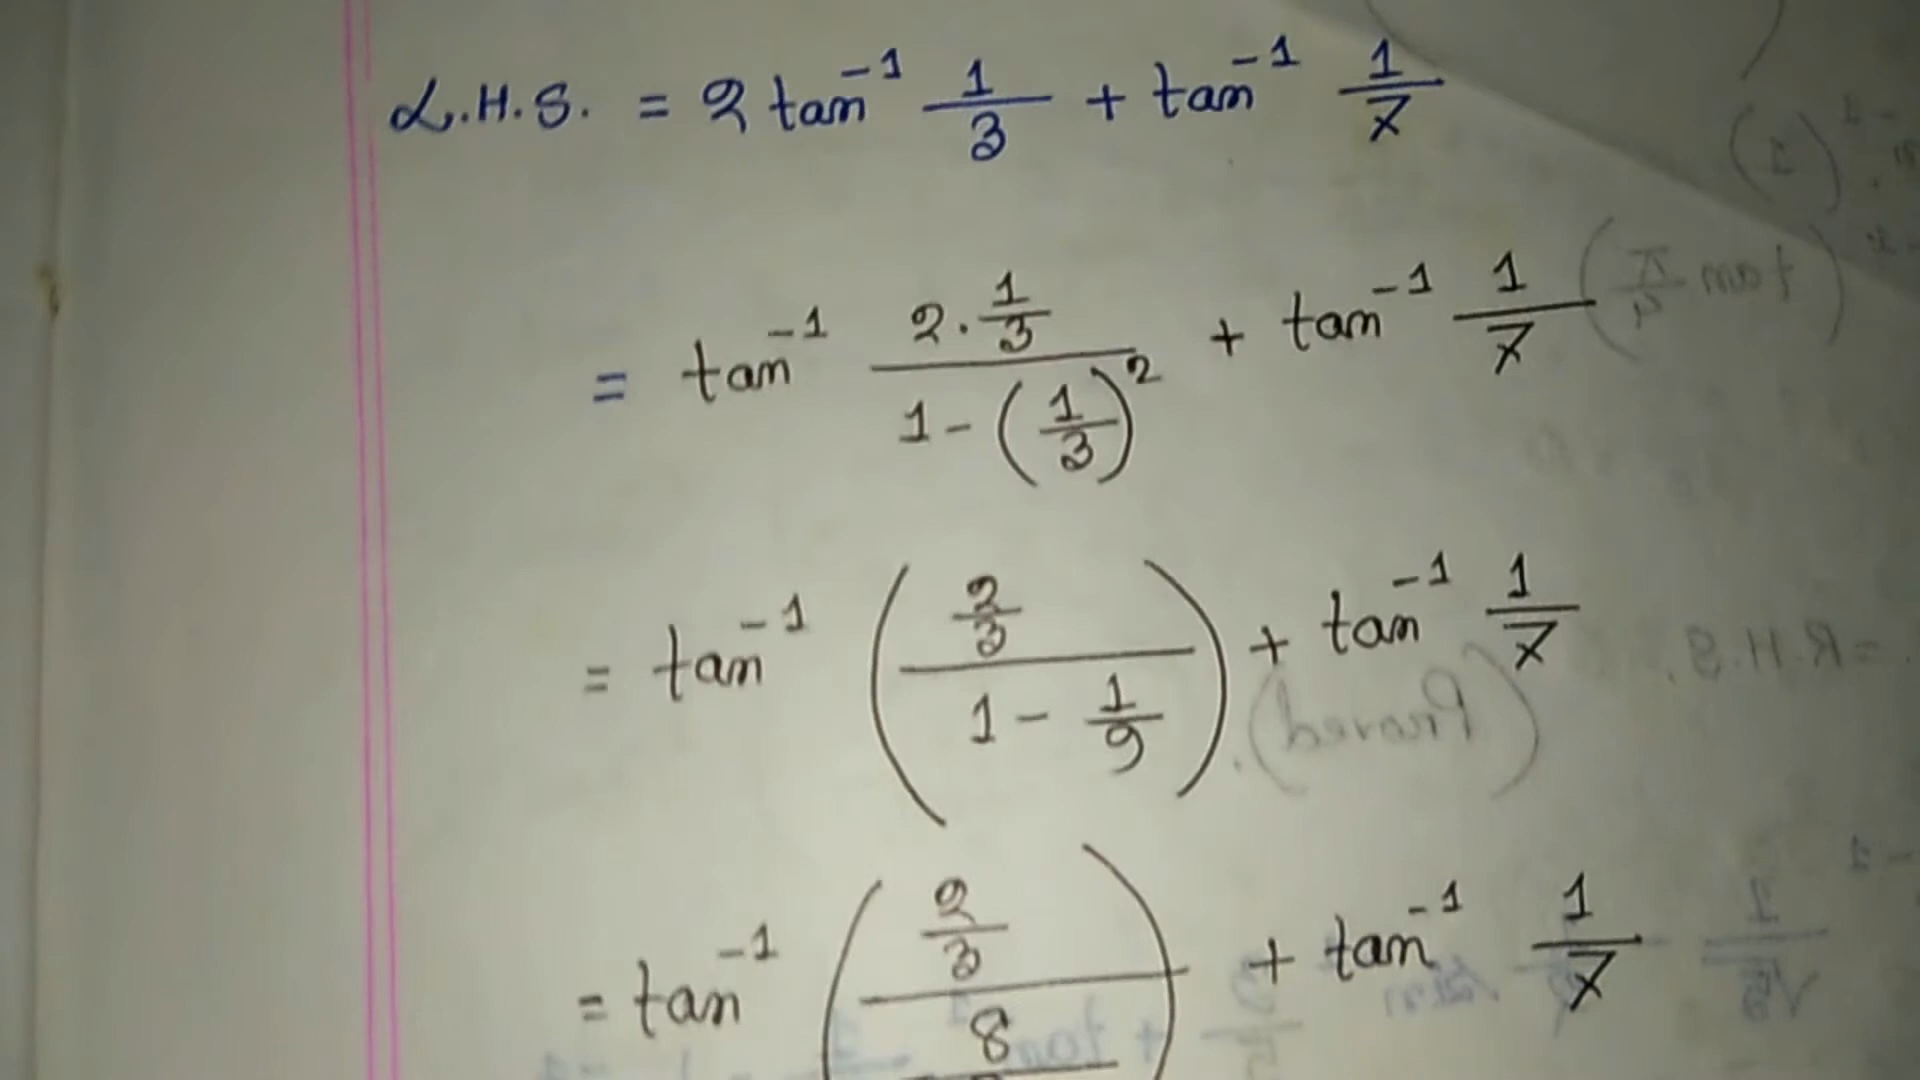 L.H.S. = 2 tan⁻¹ 1/3 + tan⁻¹ 1/7
= tan⁻¹ (2·1/3)/(1-(1/3)²) + tan⁻¹ 1/7
= tan⁻¹ ((2/3)/(1-1/9)) + tan⁻¹ 1/7
= tan⁻¹ ((2/3)/(8/ )) + tan⁻¹ 1/7